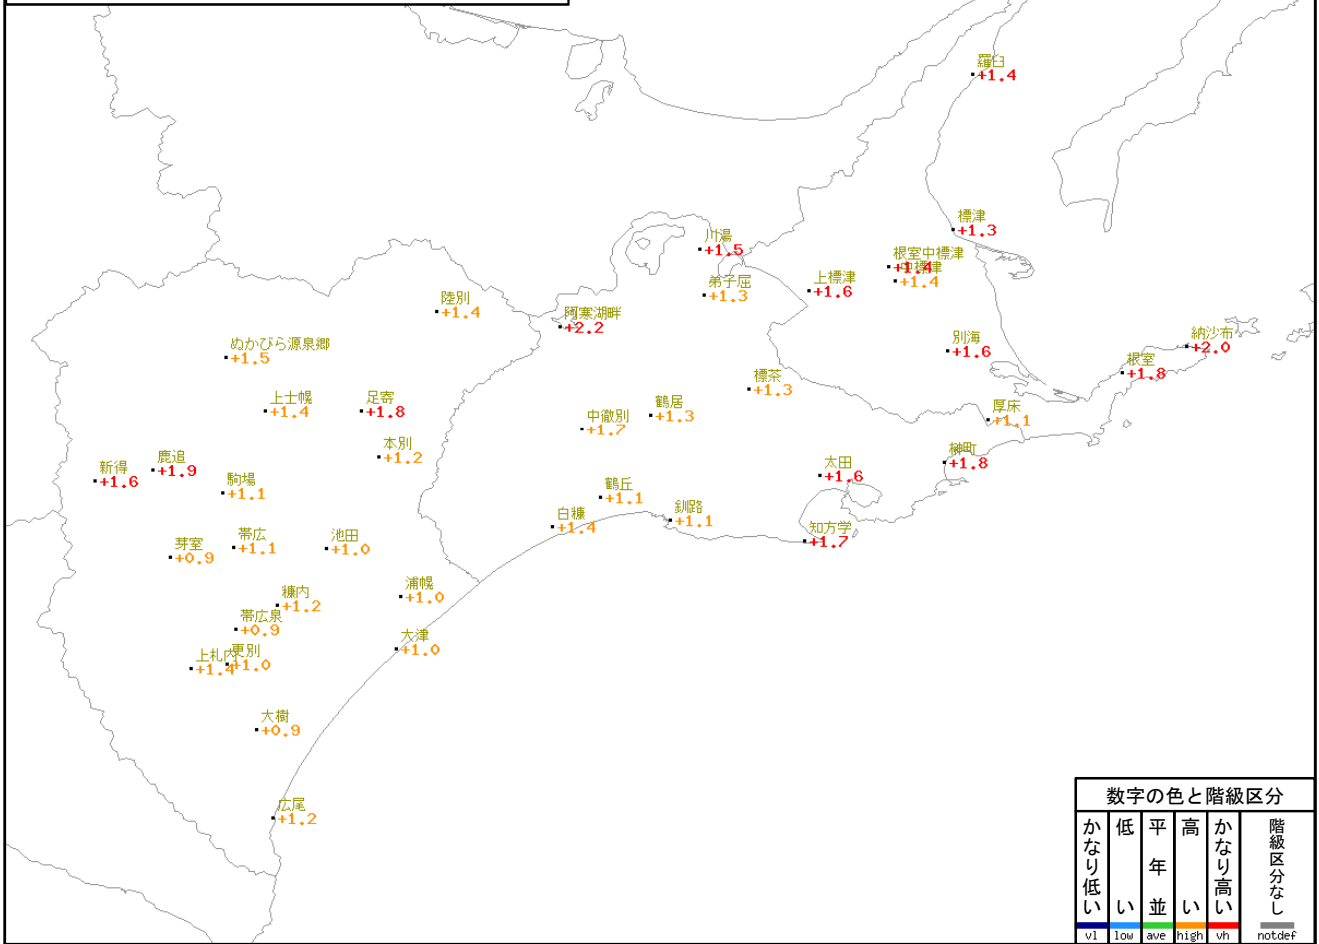 羅臼
+1.4
標津
+1.3
川湯
+1.5
根室中標津
+1.4
中標津
+1.4
弟子屈
+1.3
上標津
+1.6
陸別
+1.4
阿寒湖畔
+2.2
ぬかびら源泉郷
+1.5
別海
+1.6
納沙布
+2.0
根室
+1.8
標茶
+1.3
上士幌
+1.4
足寄
+1.8
鶴居
+1.3
中徹別
+1.7
厚床
+1.1
本別
+1.2
榊町
+1.8
新得
+1.6
鹿追
+1.9
太田
+1.6
駒場
+1.1
鶴丘
+1.1
白糠
+1.4
釧路
+1.1
知方学
+1.7
芽室
+0.9
帯広
+1.1
池田
+1.0
糠内
+1.2
浦幌
+1.0
帯広泉
+0.9
大津
+1.0
上札内
+1.4
更別
+1.0
大樹
+0.9
広尾
+1.2
数字の色と階級区分
かなり低い
低い
平年並
高い
かなり高い
階級区分なし
vl
low
ave
high
vh
notdef